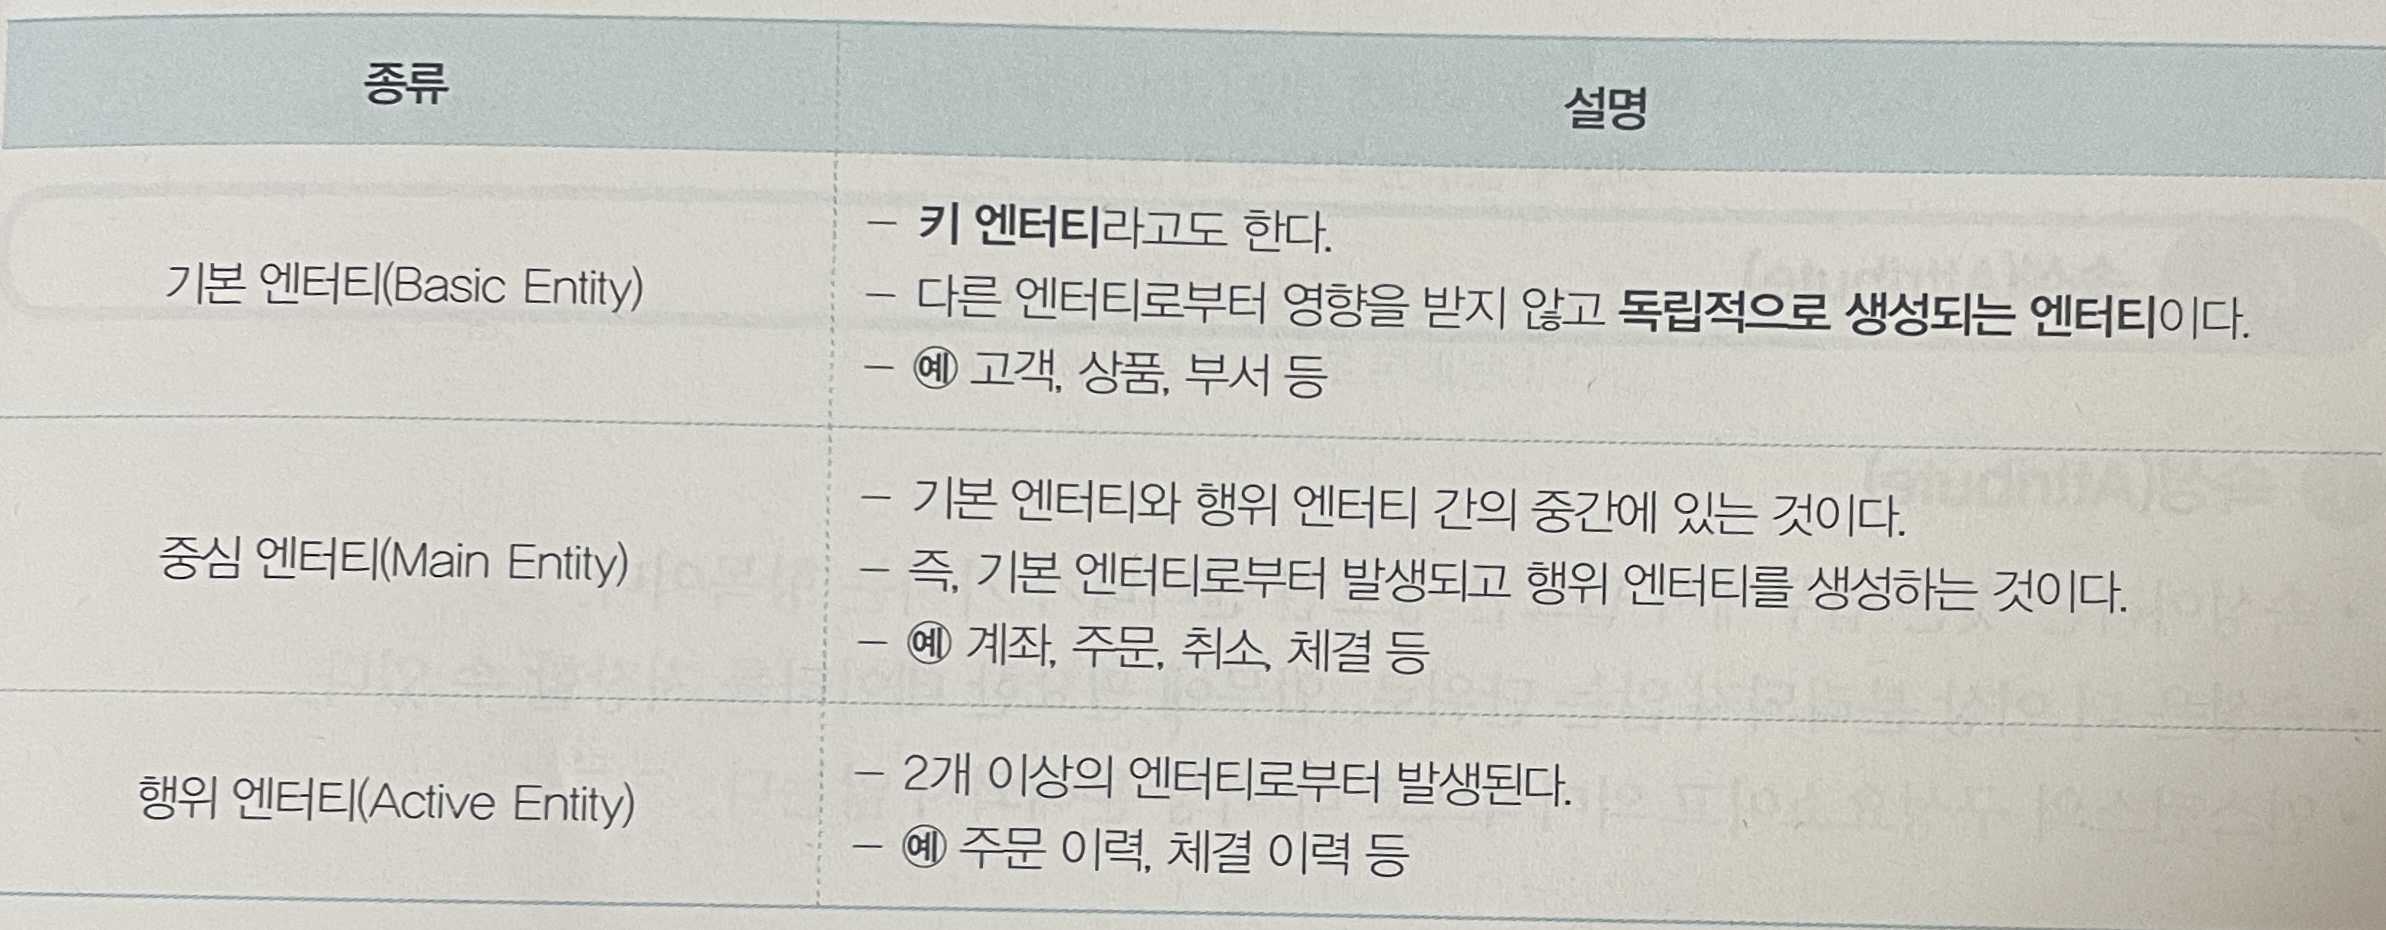 종류
설명
기본 엔터티(Basic Entity)
– 키 엔터티라고도 한다.
– 다른 엔터티로부터 영향을 받지 않고 독립적으로 생성되는 엔터티이다.
– 예 고객, 상품, 부서 등
중심 엔터티(Main Entity)
– 기본 엔터티와 행위 엔터티 간의 중간에 있는 것이다.
– 즉, 기본 엔터티로부터 발생되고 행위 엔터티를 생성하는 것이다.
– 예 계좌, 주문, 취소, 체결 등
행위 엔터티(Active Entity)
– 2개 이상의 엔터티로부터 발생된다.
– 예 주문 이력, 체결 이력 등